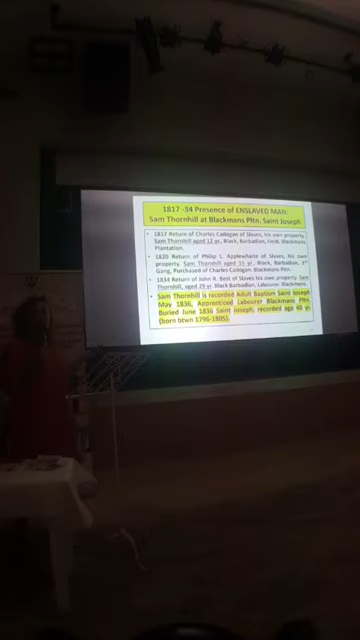 1817 -34 Presence of ENSLAVED MAN:
Sam Thornhill at Blackmans Pltn. Saint Joseph
• 1817 Return of Charles Cadogan of Slaves, his own property.
Sam Thornhill aged 12 yr., Black, Barbadian, Field. Blackmans
Plantation.
• 1820 Return of Philip L. Applewhaite of Slaves, his own
property. Sam Thornhill aged 15 yr., Black, Barbadian, 3rd
Gang, Purchased of Charles Cadogan. Blackmans Pltn.
• 1834 Return of John R. Best of Slaves his own property. Sam
Thornhill, aged 29 yr. Black Barbadian, Labourer. Blackmans.
• Sam Thornhill is recorded Adult Baptism Saint Joseph
May 1836, Apprenticed Labourer Blackmans Pltn.
Buried June 1836 Saint Joseph, recorded age 40 yr.
(born btwn 1796-1805).